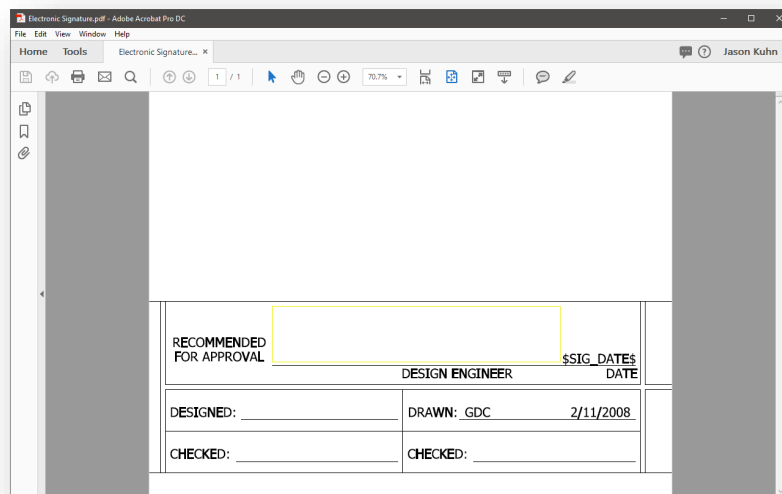 Electronic Signature.pdf - Adobe Acrobat Pro DC
File Edit View Window Help
Home Tools Electronic Signature... × Jason Kuhn
1 / 1 70.7%
RECOMMENDED
FOR APPROVAL
$SIG_DATE$
DESIGN ENGINEER DATE
DESIGNED: DRAWN: GDC 2/11/2008
CHECKED: CHECKED: